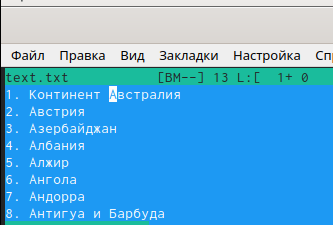 Файл Правка Вид Закладки Настройка Спр
text.txt [BM--] 13 L:[ 1+ 0
1. Континент Австралия
2. Австрия
3. Азербайджан
4. Албания
5. Алжир
6. Ангола
7. Андорра
8. Антигуа и Барбуда